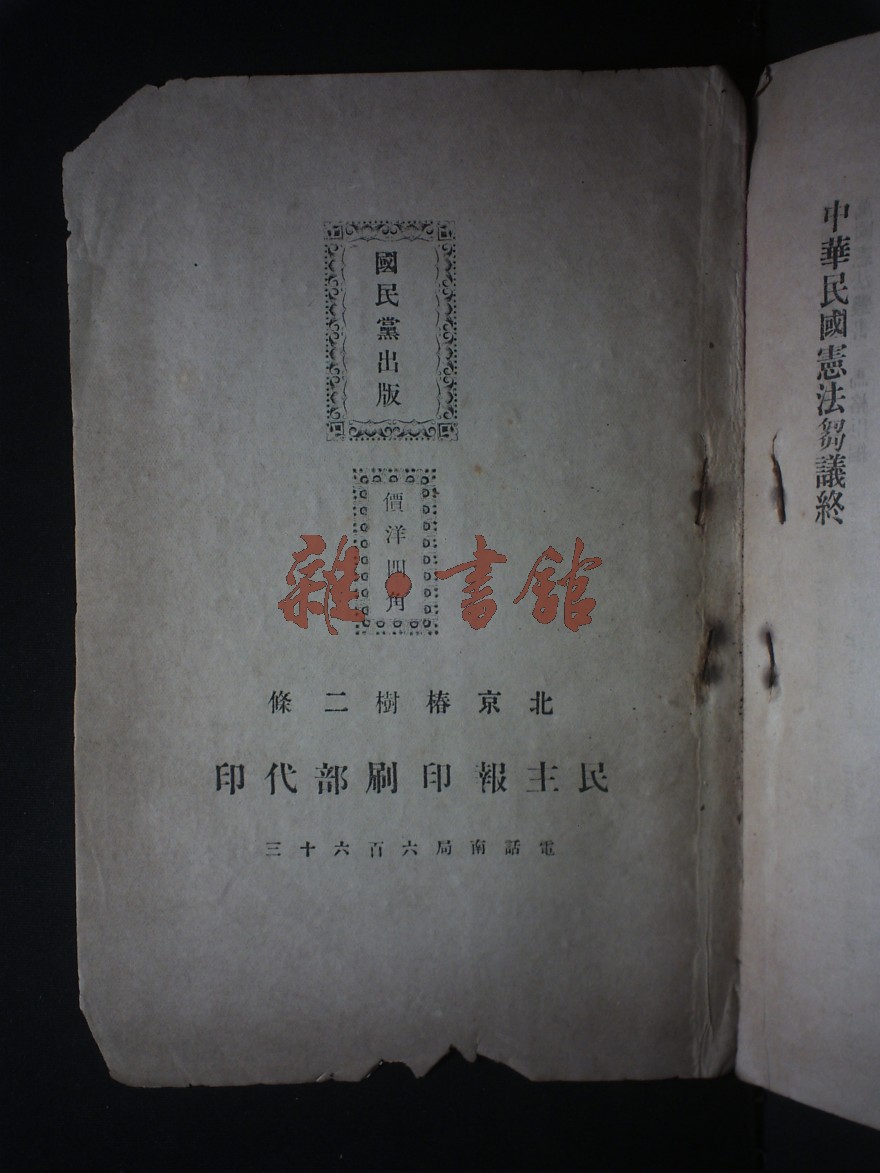 中華民國憲法芻議終
國民黨出版
價洋四角
北京椿樹二條
民主報印刷部代印
電話南局六百六十三
雜·書館